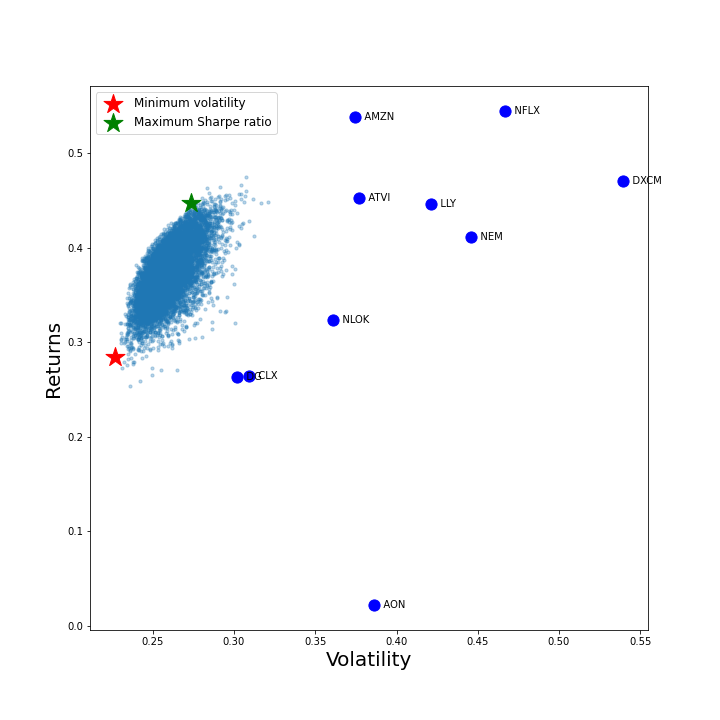 Minimum volatility
Maximum Sharpe ratio
AMZN
NFLX
DXCM
ATVI
LLY
NEM
NLOK
CLX
AON
Returns
0.5
0.4
0.3
0.2
0.1
0.0
0.25
0.30
0.35
0.40
0.45
0.50
0.55
Volatility